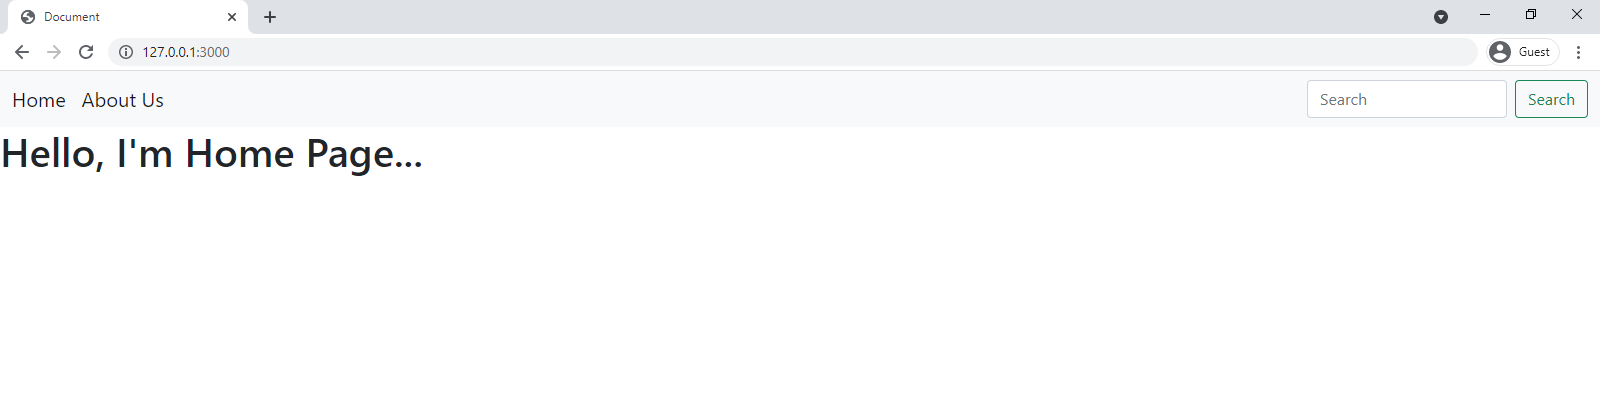 Document
127.0.0.1:3000
Guest
Home About Us
Search
Search
Hello, I'm Home Page...